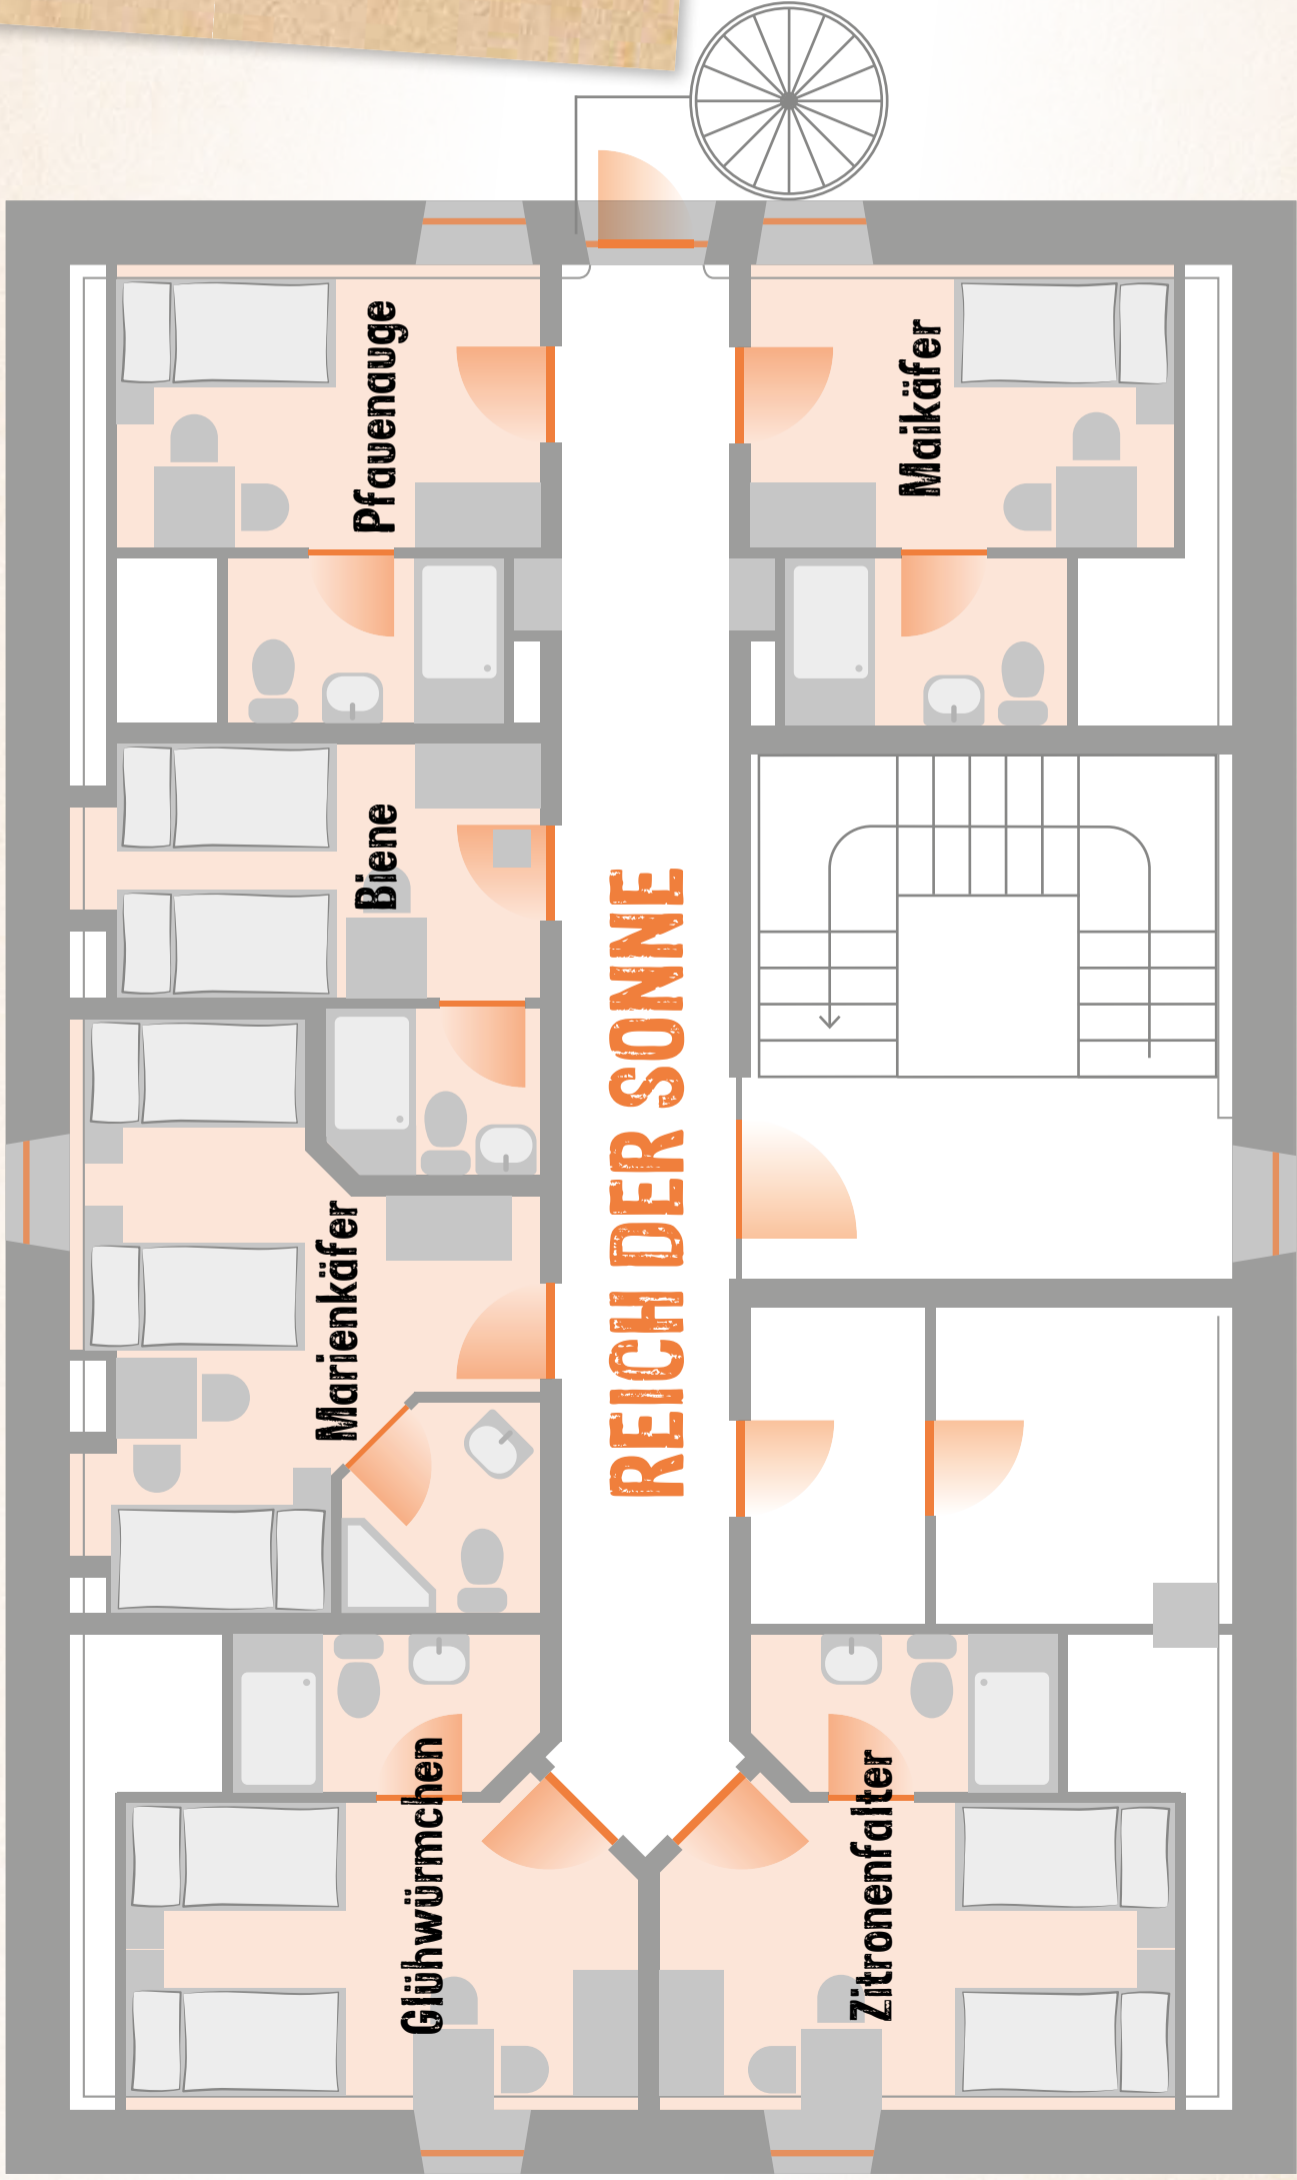 Pfauenauge
Maikäfer
Biene
REICH DER SONNE
Marienkäfer
Glühwürmchen
Zitronenfalter